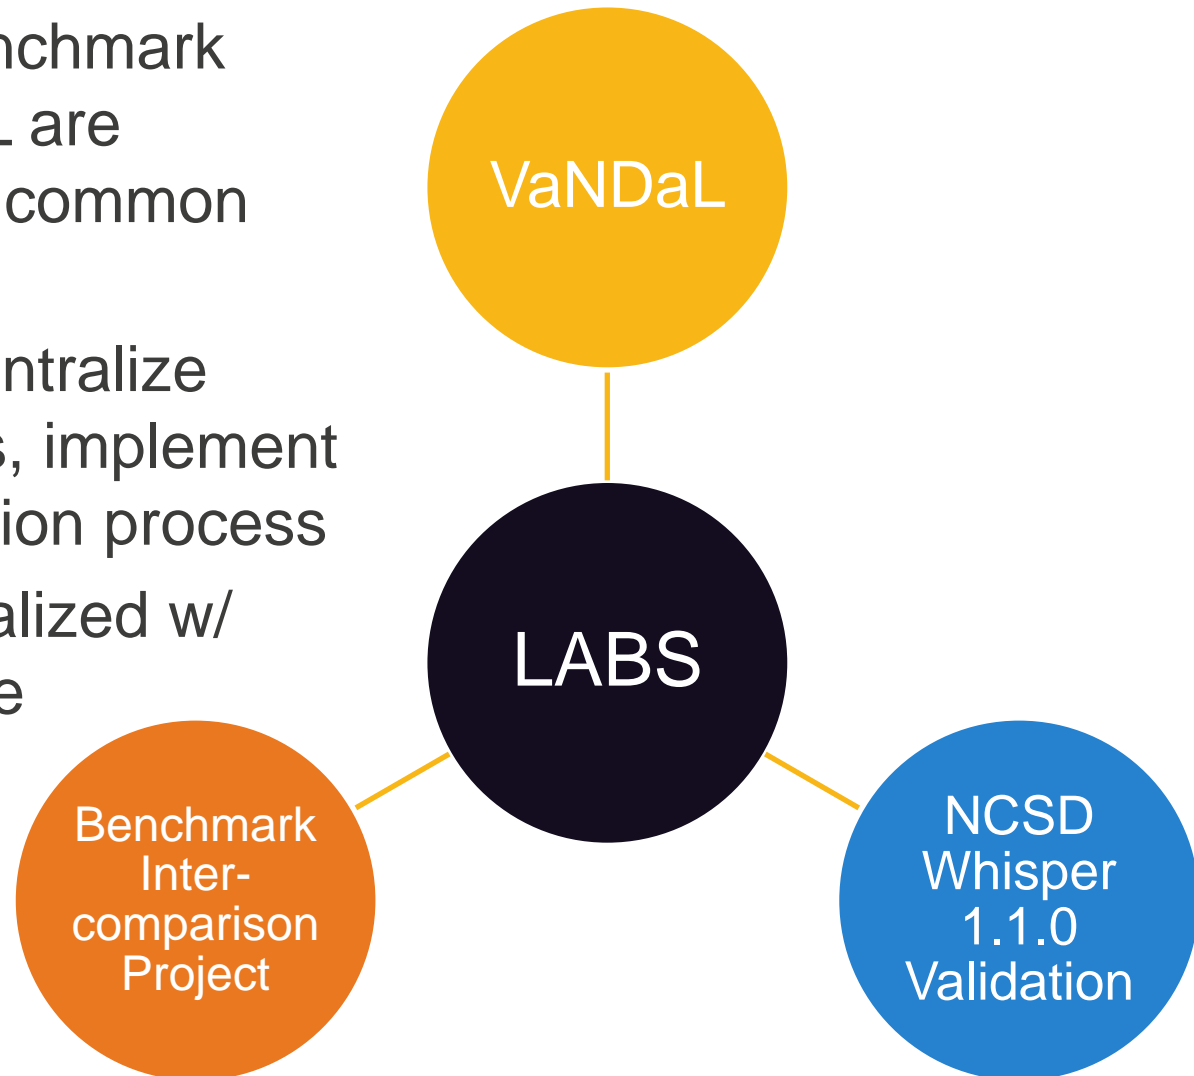 nchmark
L are
common
ntralize
s, implement
tion process
alized w/
e
VaNDaL
LABS
Benchmark
Inter-
comparison
Project
NCSD
Whisper
1.1.0
Validation